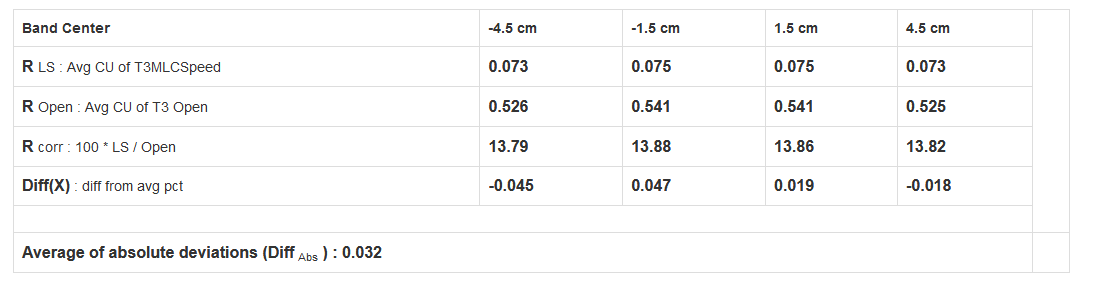 Band Center -4.5 cm -1.5 cm 1.5 cm 4.5 cm
R LS : Avg CU of T3MLCSpeed 0.073 0.075 0.075 0.073
R Open : Avg CU of T3 Open 0.526 0.541 0.541 0.525
R corr : 100 * LS / Open 13.79 13.88 13.86 13.82
Diff(X) : diff from avg pct -0.045 0.047 0.019 -0.018
Average of absolute deviations (Diff Abs ) : 0.032